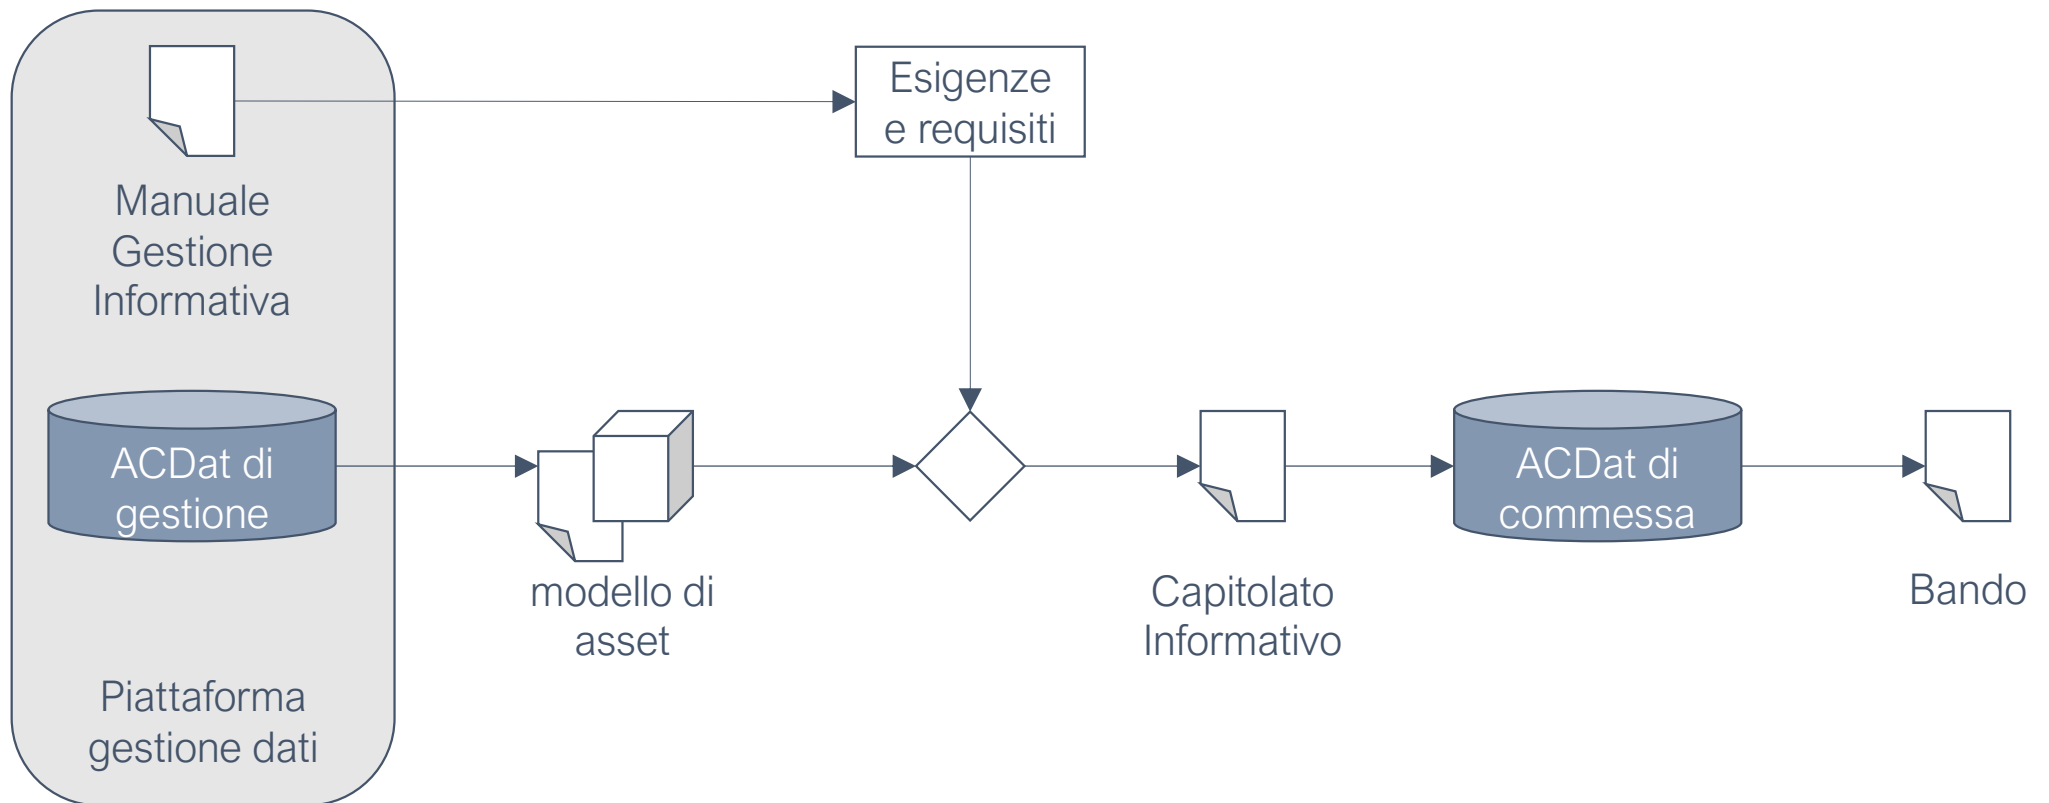 Manuale
Gestione
Informativa
ACDat di
gestione
Piattaforma
gestione dati
Esigenze
e requisiti
modello di
asset
Capitolato
Informativo
ACDat di
commessa
Bando